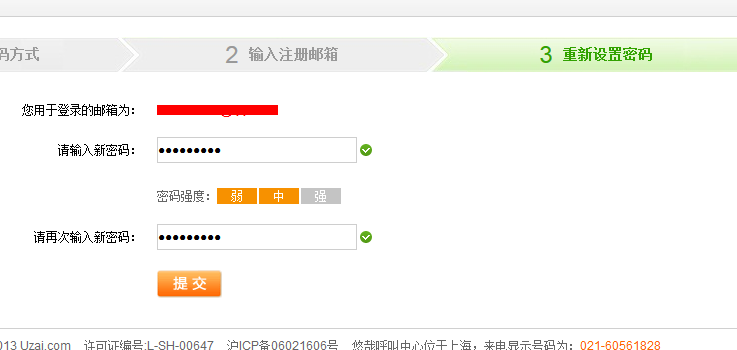 码方式 2 输入注册邮箱 3 重新设置密码
您用于登录的邮箱为：
请输入新密码： •••••••••
密码强度： 弱 中 强
请再次输入新密码： •••••••••
提 交
013 Uzai.com 许可证编号:L-SH-00647 沪ICP备06021606号 悠哉呼叫中心位于上海，来电显示号码为：021-60561828